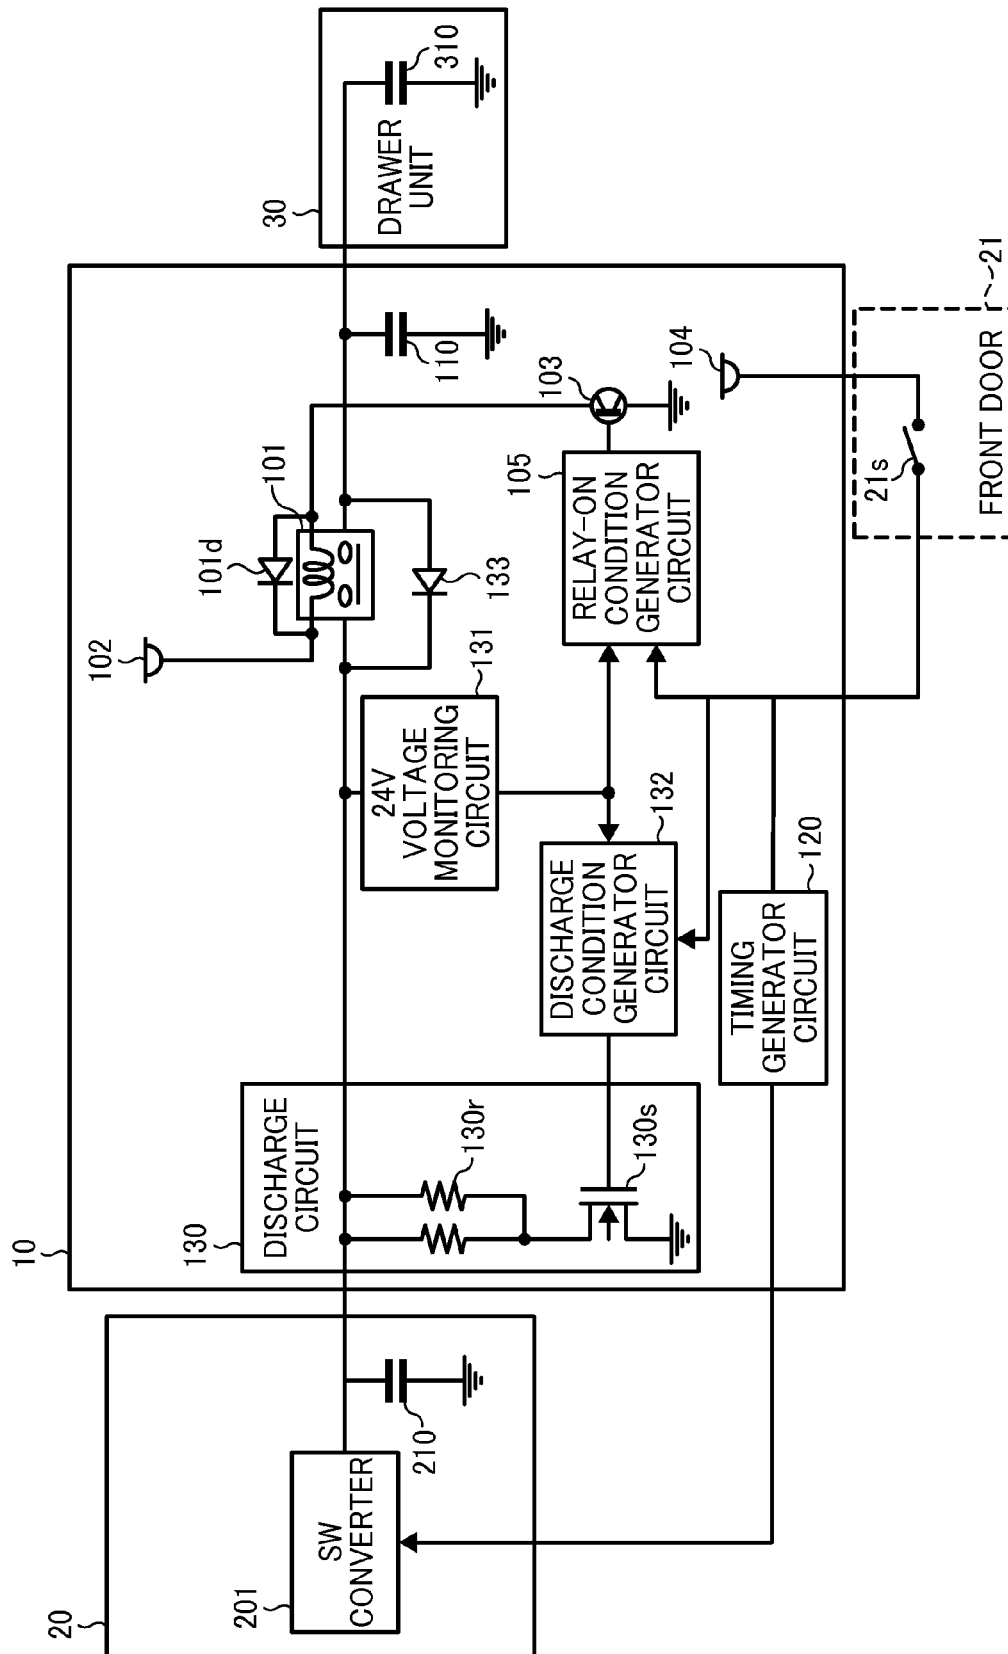 10
20
201
SW
CONVERTER
210
130
DISCHARGE
CIRCUIT
130r
130s
102
101d
101
133
24V
VOLTAGE
MONITORING
CIRCUIT
131
110
30
DRAWER
UNIT
310
DISCHARGE
CONDITION
GENERATOR
CIRCUIT
132
105
RELAY-ON
CONDITION
GENERATOR
CIRCUIT
103
104
TIMING
GENERATOR
CIRCUIT
120
21s
FRONT DOOR
21